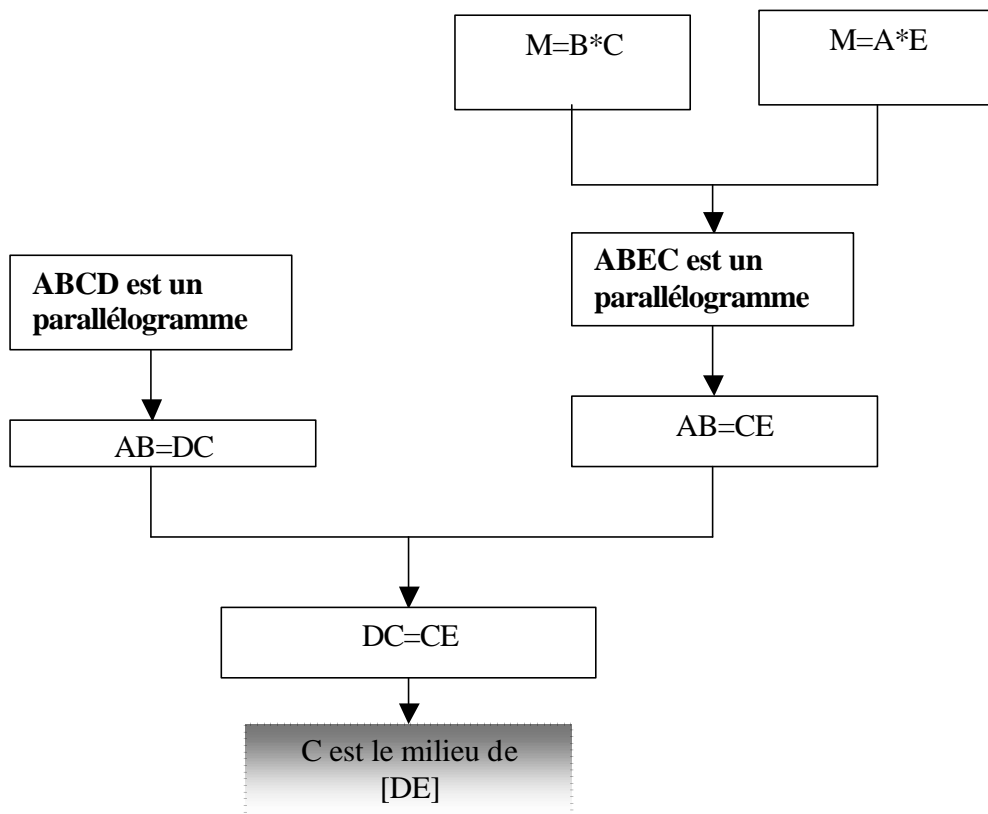 M=B*C
M=A*E
ABCD est un
parallélogramme
ABEC est un
parallélogramme
AB=DC
AB=CE
DC=CE
C est le milieu de
[DE]